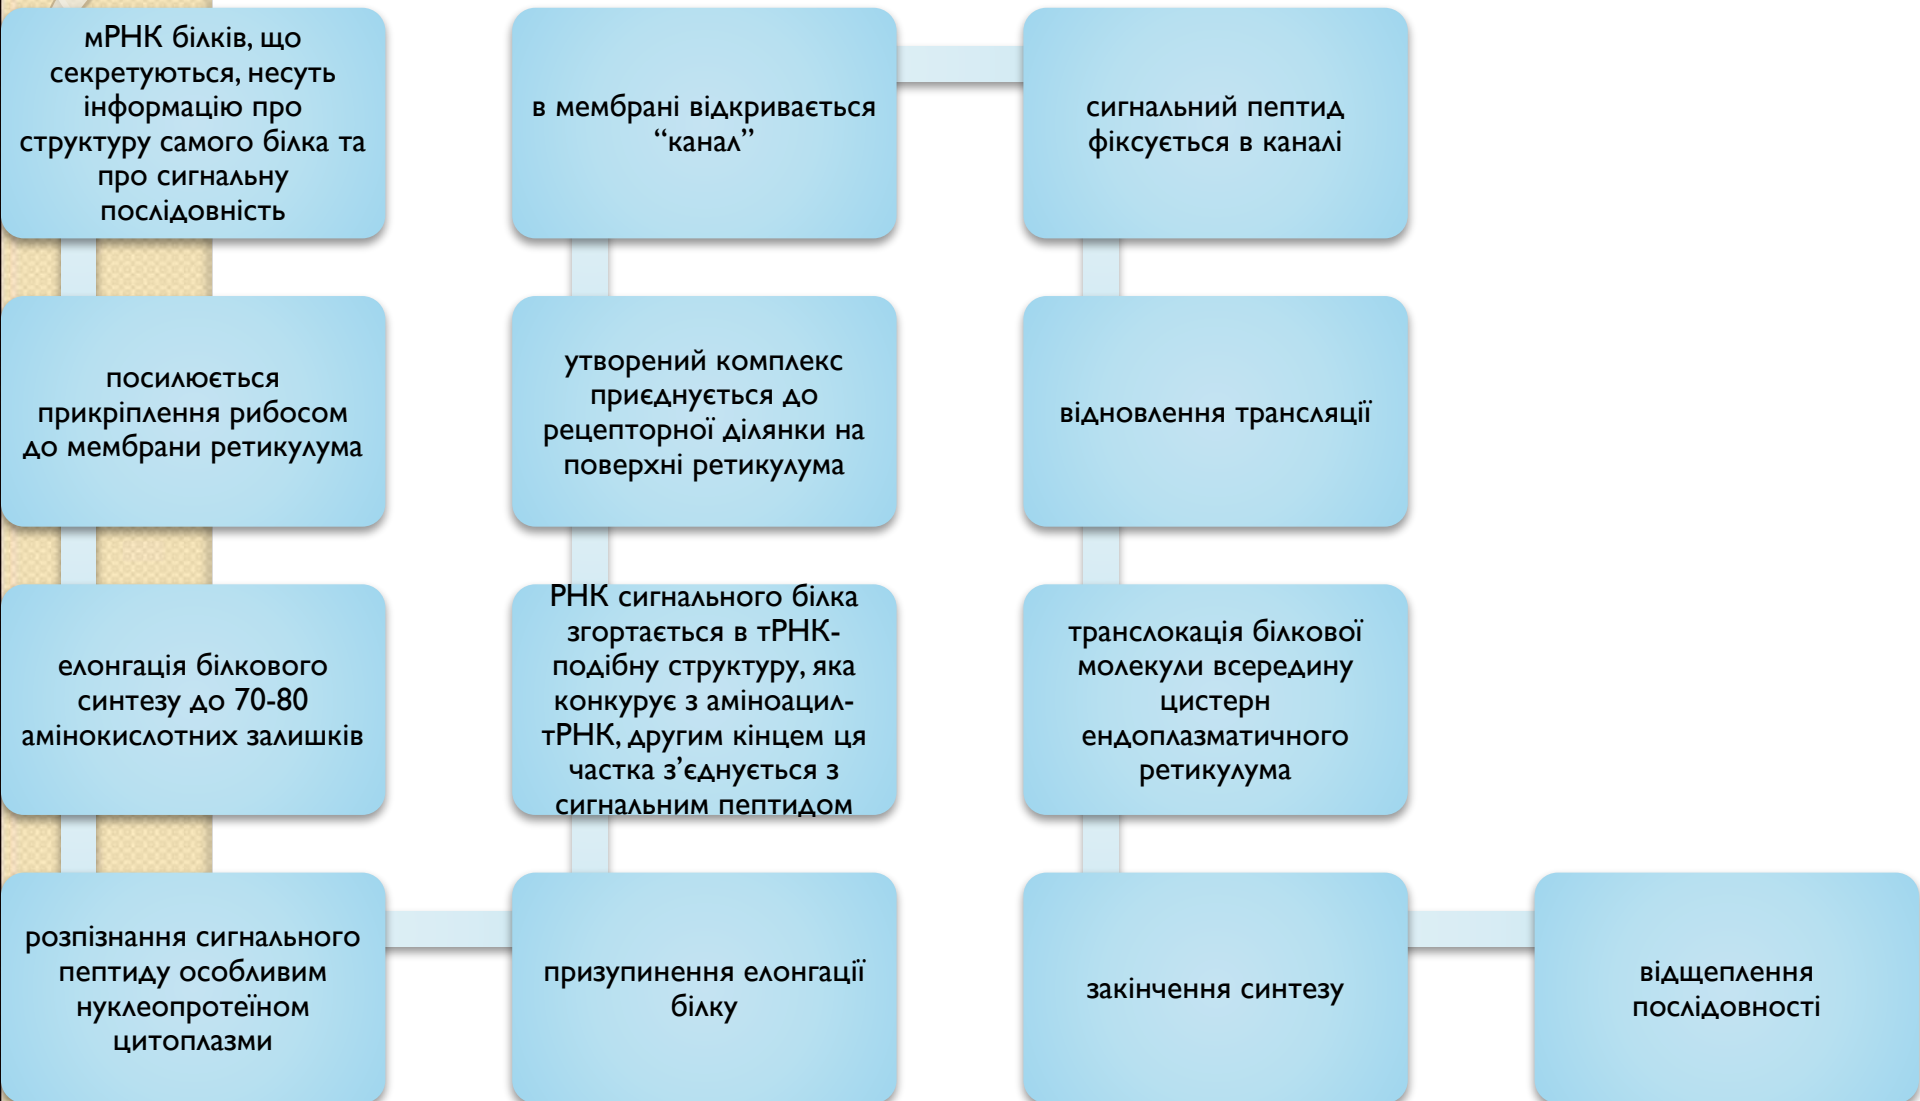 мРНК білків, що
секретуються, несуть
інформацію про
структуру самого білка та
про сигнальну
послідовність
посилюється
прикріплення рибосом
до мембрани ретикулума
елонгація білкового
синтезу до 70-80
амінокислотних залишків
розпізнання сигнального
пептиду особливим
нуклеопротеїном
цитоплазми
призупинення елонгації
білку
РНК сигнального білка
згортається в тРНК-
подібну структуру, яка
конкурує з аміноацил-
тРНК, другим кінцем ця
частка з’єднується з
сигнальним пептидом
утворений комплекс
приєднується до
рецепторної ділянки на
поверхні ретикулума
в мембрані відкривається
“канал”
сигнальний пептид
фіксується в каналі
відновлення трансляції
транслокація білкової
молекули всередину
цистерн
ендоплазматичного
ретикулума
закінчення синтезу
відщеплення
послідовності